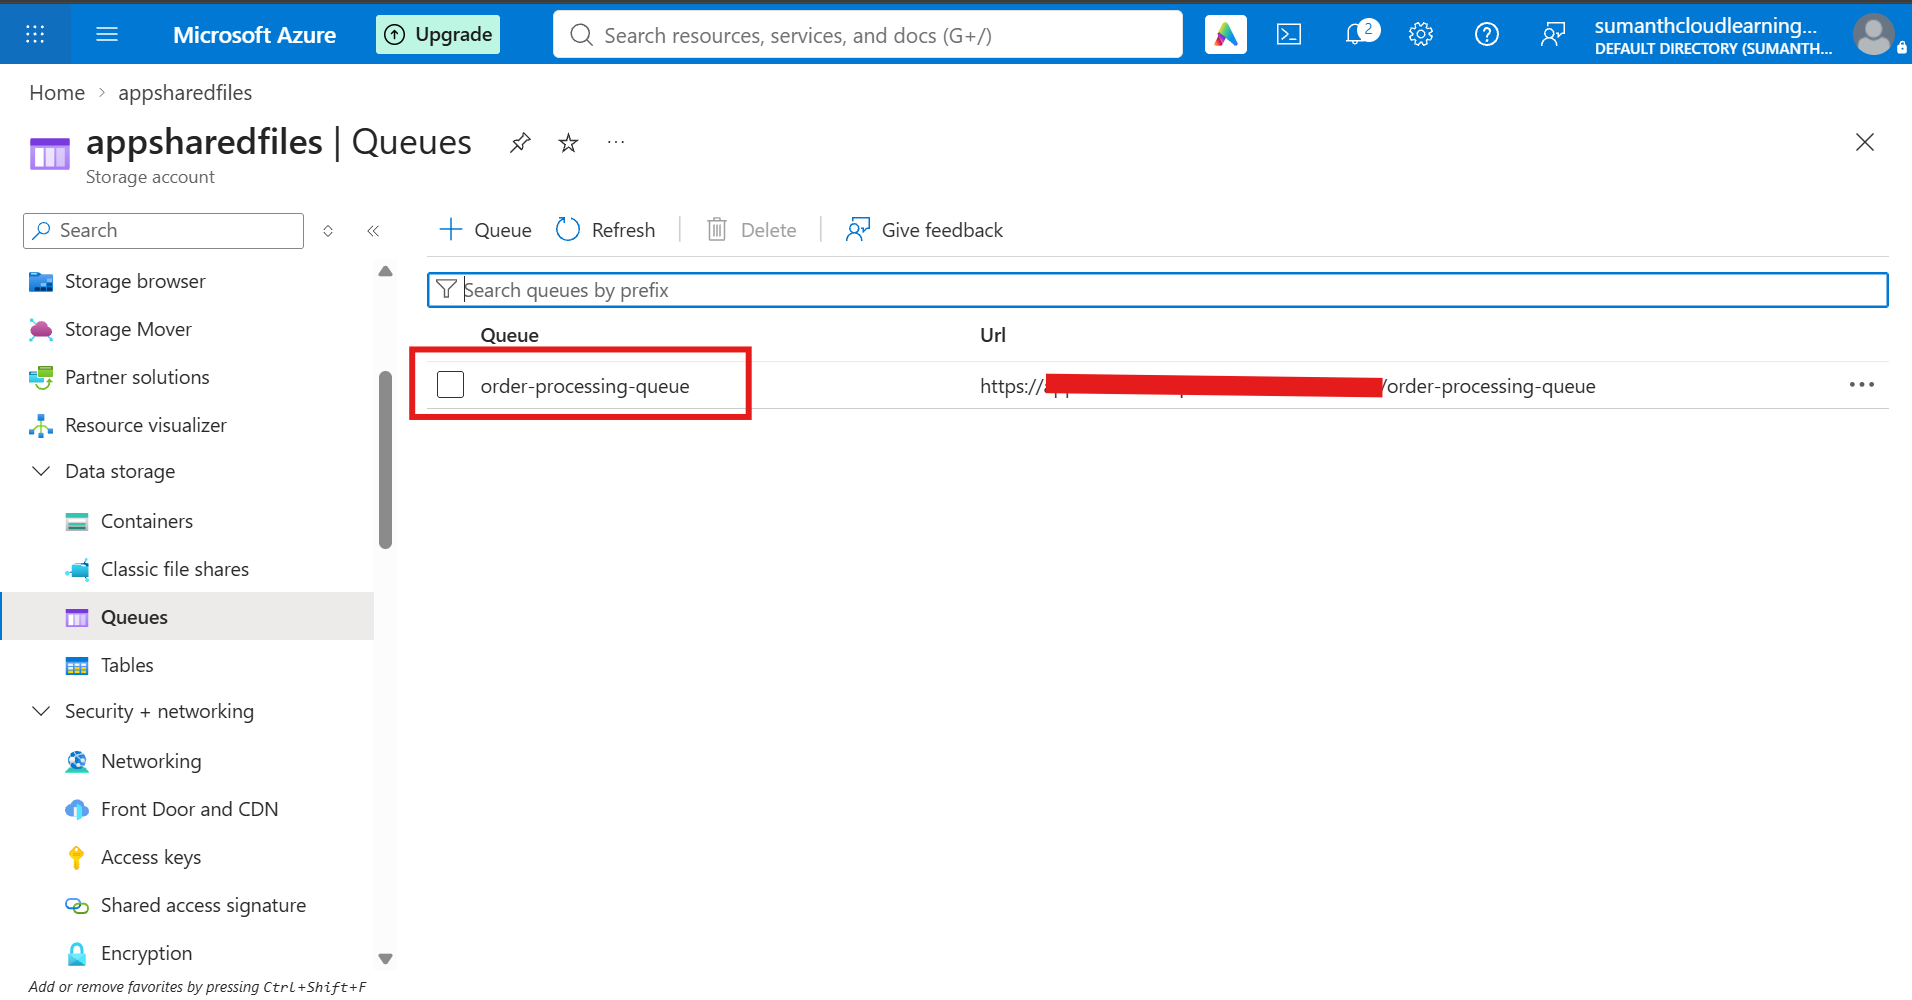 Microsoft Azure
Upgrade
Search resources, services, and docs (G+/)
2
sumanthcloudlearning...
DEFAULT DIRECTORY (SUMANTH...
Home > appsharedfiles
appsharedfiles | Queues
Storage account
Search
Queue
Refresh
Delete
Give feedback
Storage browser
Storage Mover
Partner solutions
Resource visualizer
Data storage
Containers
Classic file shares
Queues
Tables
Security + networking
Networking
Front Door and CDN
Access keys
Shared access signature
Encryption
Add or remove favorites by pressing Ctrl+Shift+F
Search queues by prefix
Queue Url
order-processing-queue https:// /order-processing-queue